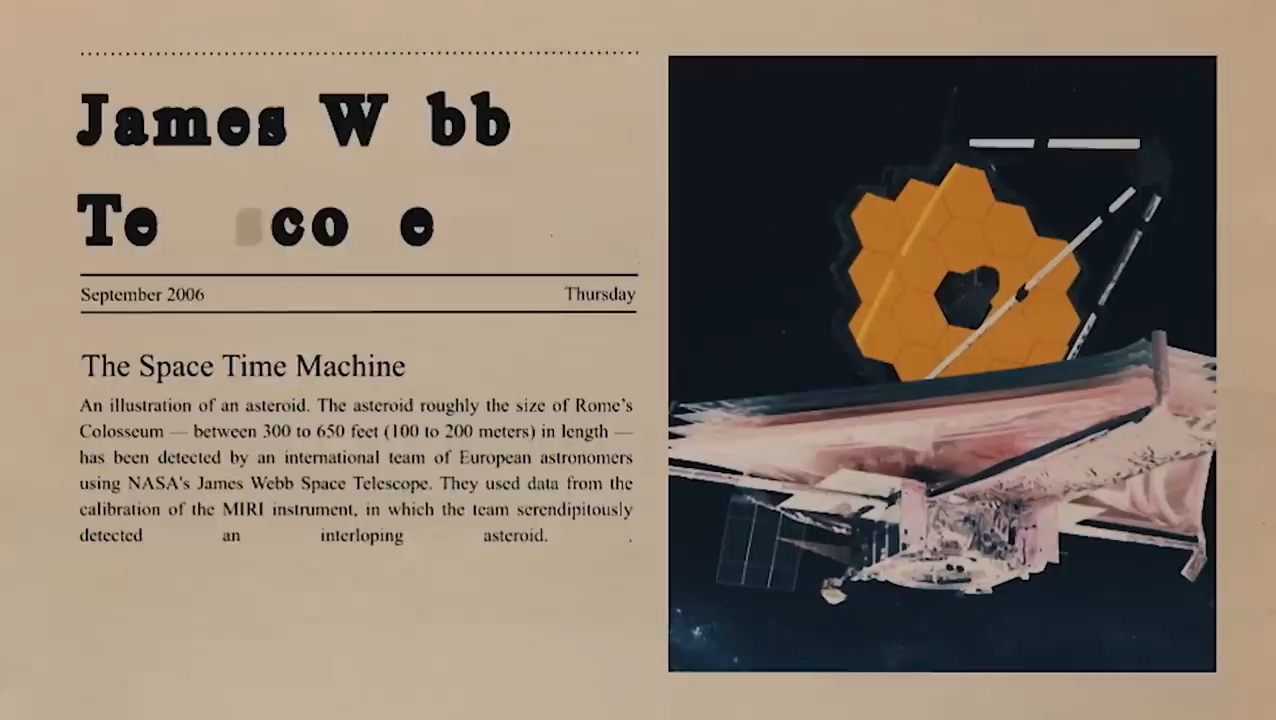 James W bb
Te co e
September 2006 Thursday
The Space Time Machine
An illustration of an asteroid. The asteroid roughly the size of Rome's
Colosseum — between 300 to 650 feet (100 to 200 meters) in length —
has been detected by an international team of European astronomers
using NASA's James Webb Space Telescope. They used data from the
calibration of the MIRI instrument, in which the team serendipitously
detected an interloping asteroid. .